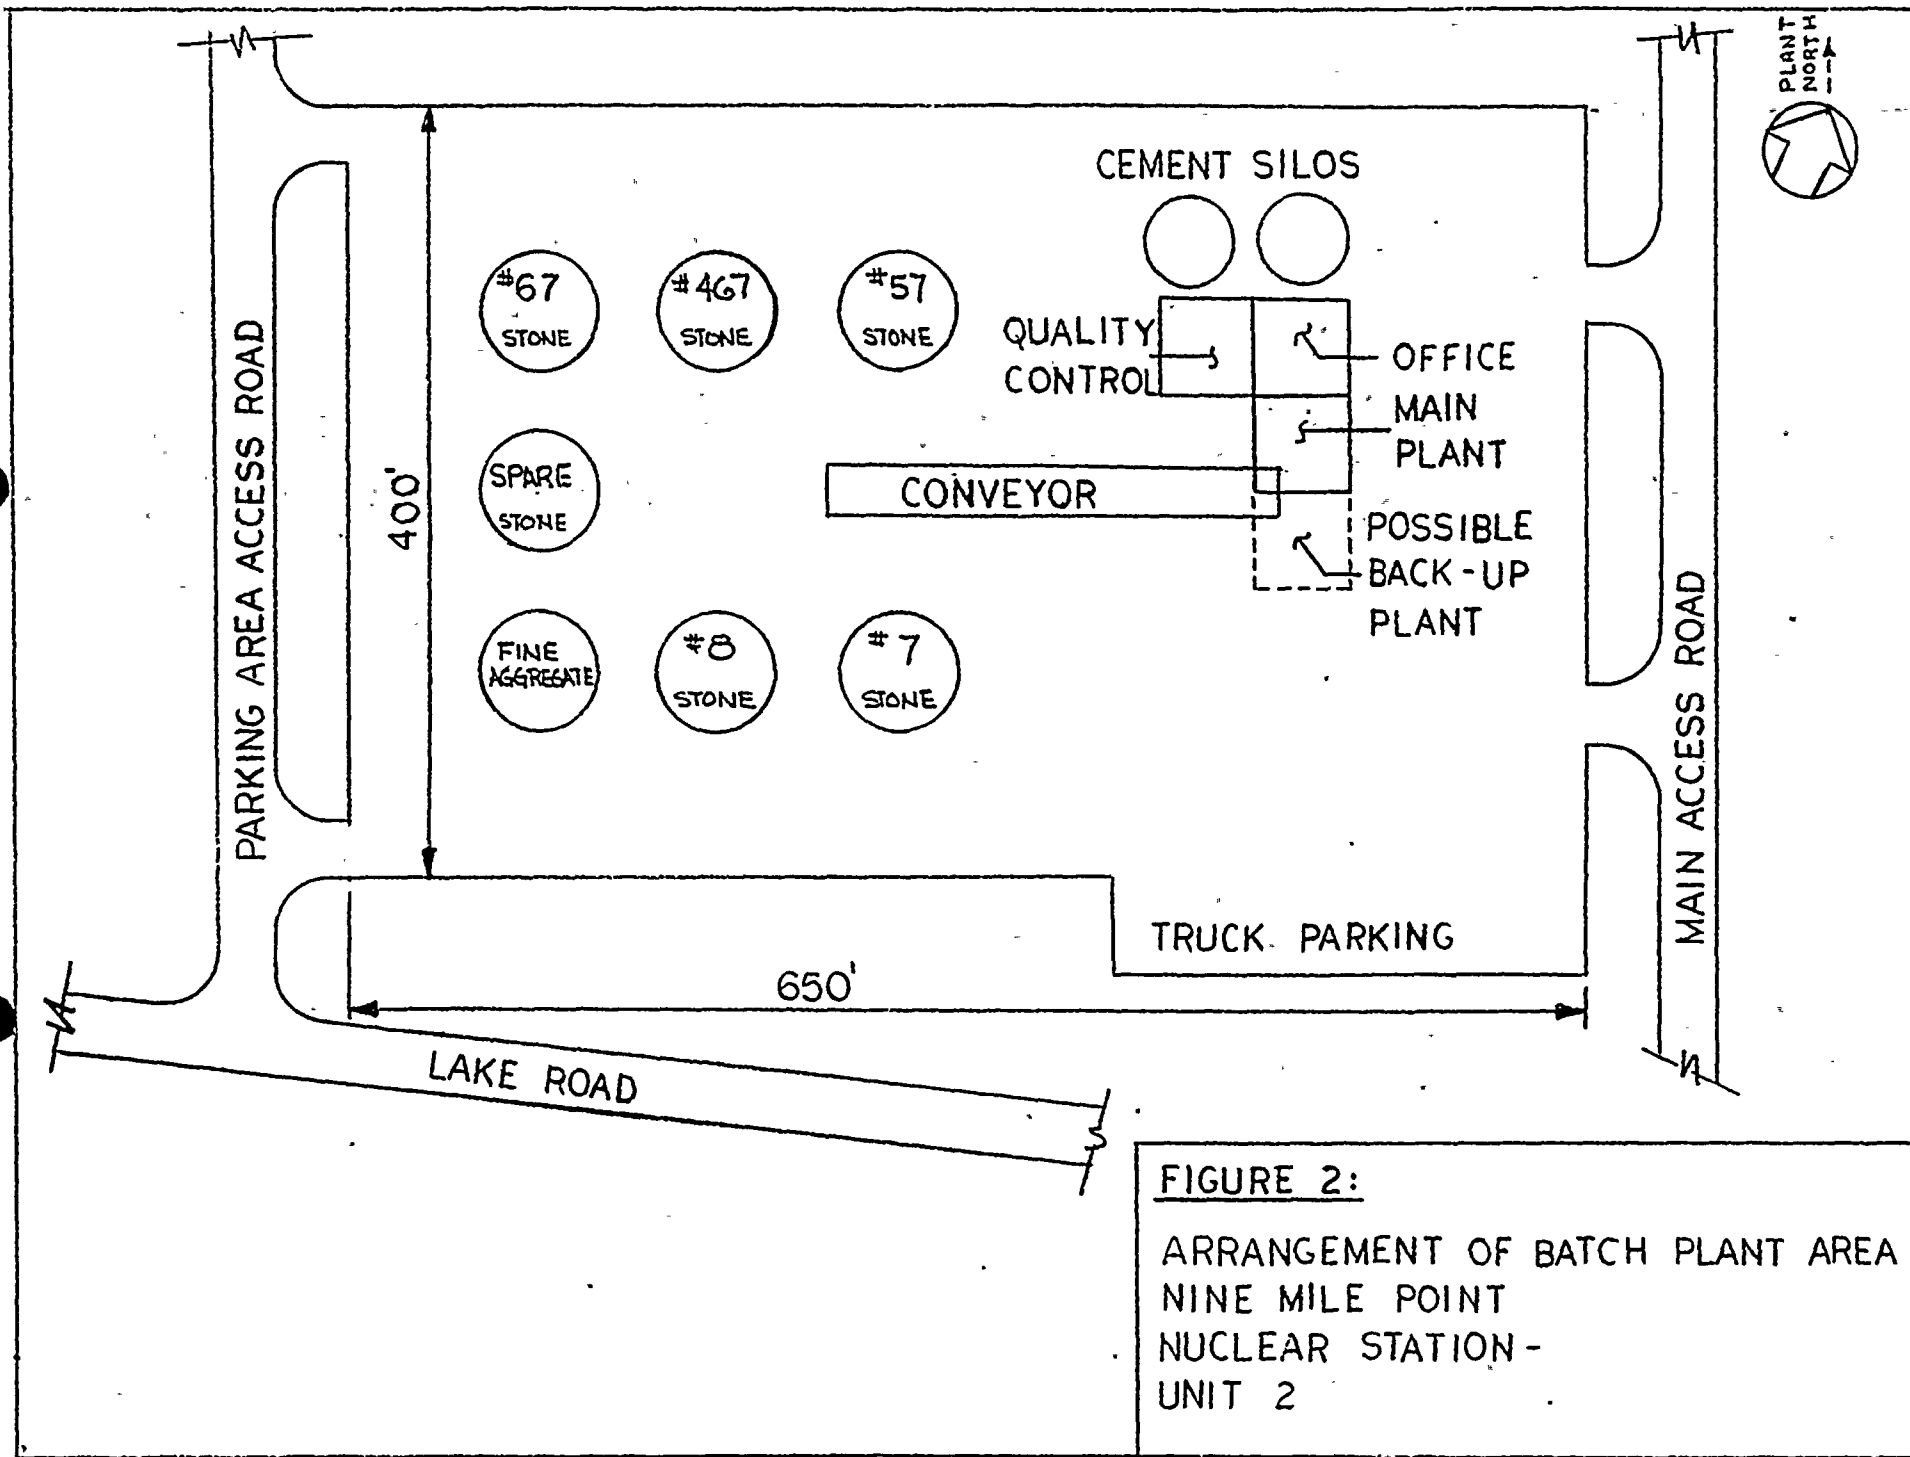 PLANT
NORTH
CEMENT SILOS
#67
STONE
#467
STONE
#57
STONE
QUALITY
CONTROL
OFFICE
MAIN
PLANT
PARKING AREA ACCESS ROAD
400'
SPARE
STONE
CONVEYOR
POSSIBLE
BACK-UP
PLANT
FINE
AGGREGATE
#8
STONE
#7
STONE
MAIN ACCESS ROAD
TRUCK PARKING
650'
LAKE ROAD
FIGURE 2:
ARRANGEMENT OF BATCH PLANT AREA
NINE MILE POINT
NUCLEAR STATION-
UNIT 2